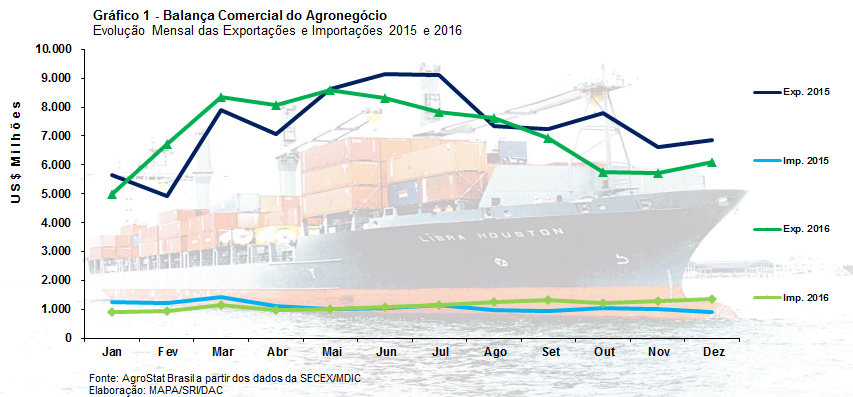 Gráfico 1 - Balança Comercial do Agronegócio
Evolução Mensal das Exportações e Importações 2015 e 2016
US$ Milhões
10.000
9.000
8.000
7.000
6.000
5.000
4.000
3.000
2.000
1.000
0
Jan Fev Mar Abr Mai Jun Jul Ago Set Out Nov Dez
Exp. 2015
Imp. 2015
Exp. 2016
Imp. 2016
LIBRA HOUSTON
Fonte: AgroStat Brasil a partir dos dados da SECEX/MDIC
Elaboração: MAPA/SRI/DAC